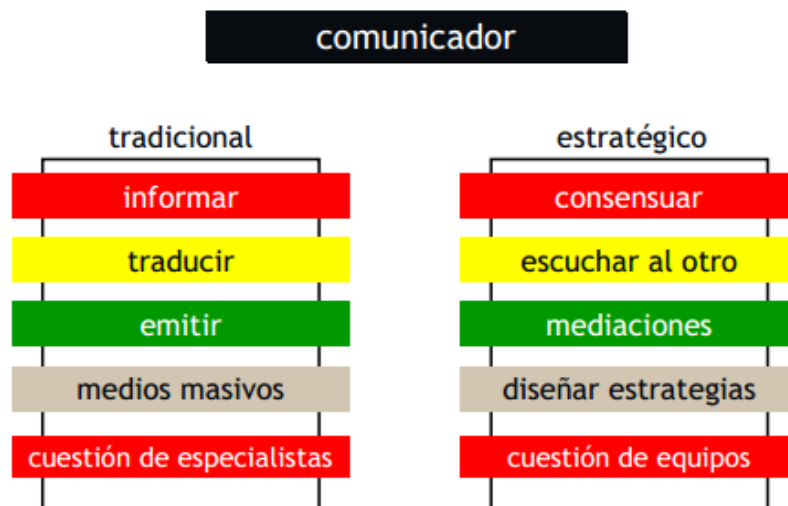 comunicador
tradicional
informar
traducir
emitir
medios masivos
cuestión de especialistas
estratégico
consensuar
escuchar al otro
mediaciones
diseñar estrategias
cuestión de equipos